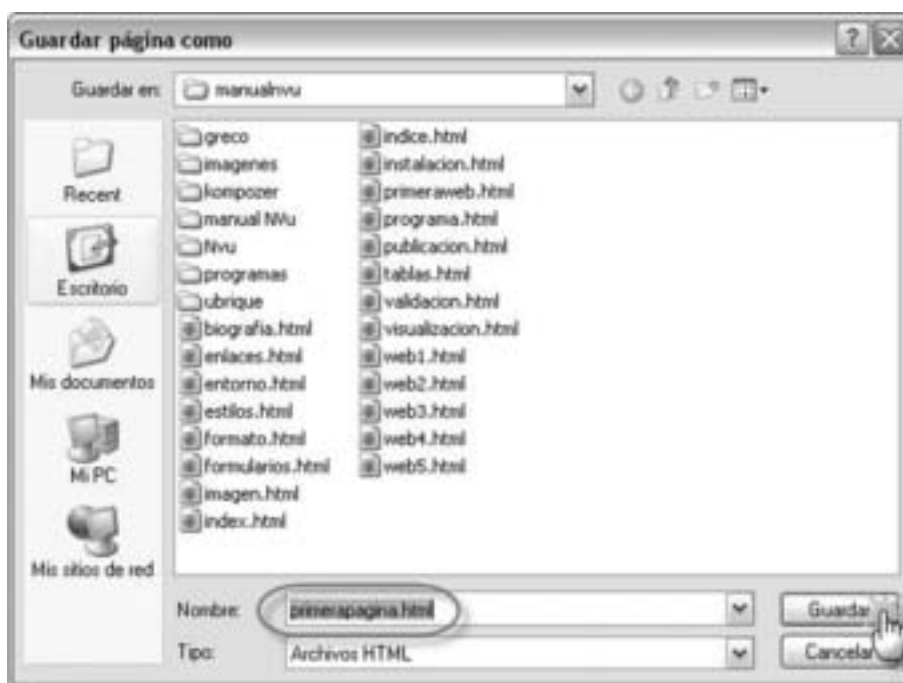 Guardar página como
Guardar en: manualnvu
Recent
Escritorio
Mis documentos
Mi PC
Mis sitios de red
greco
imagenes
kompozer
manual NVu
Nvu
programas
ubrique
biografia.html
enlaces.html
entorno.html
estilos.html
formato.html
formularios.html
imagen.html
index.html
indice.html
instalacion.html
primeraweb.html
programa.html
publicacion.html
tablas.html
validacion.html
visualizacion.html
web1.html
web2.html
web3.html
web4.html
web5.html
Nombre: primerapagina.html
Guardar
Tipo: Archivos HTML
Cancelar